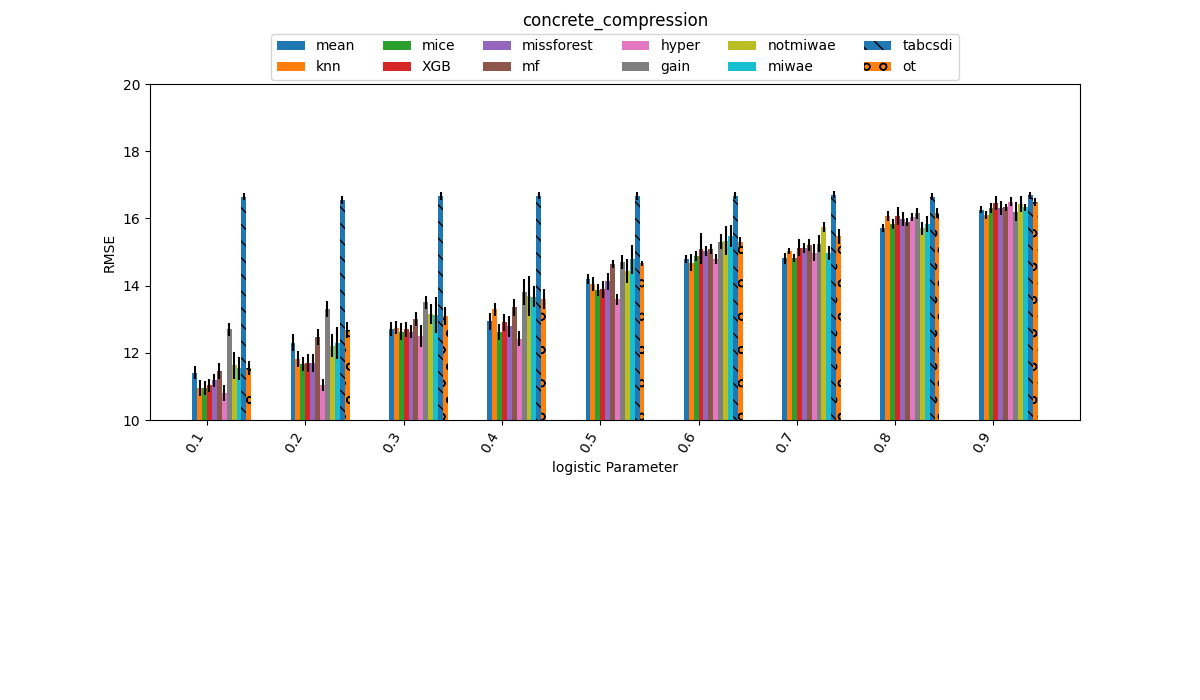 concrete_compression
mean mice missforest hyper notmiwae tabcsdi
knn XGB mf gain miwae ot
20
18
16
14
12
10
RMSE
0.1 0.2 0.3 0.4 0.5 0.6 0.7 0.8 0.9
logistic Parameter